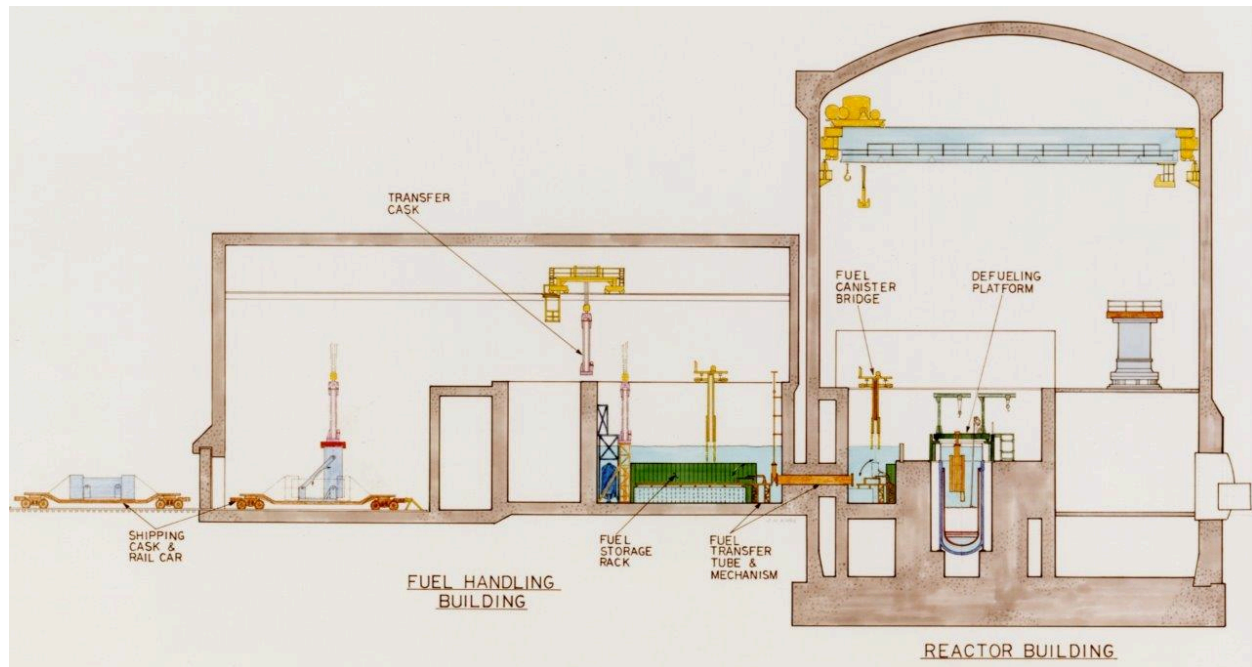 TRANSFER
CASK
FUEL
CANISTER
BRIDGE
DEFUELING
PLATFORM
SHIPPING
CASK &
RAIL CAR
FUEL
STORAGE
RACK
FUEL
TRANSFER
TUBE &
MECHANISM
FUEL HANDLING
BUILDING
REACTOR BUILDING